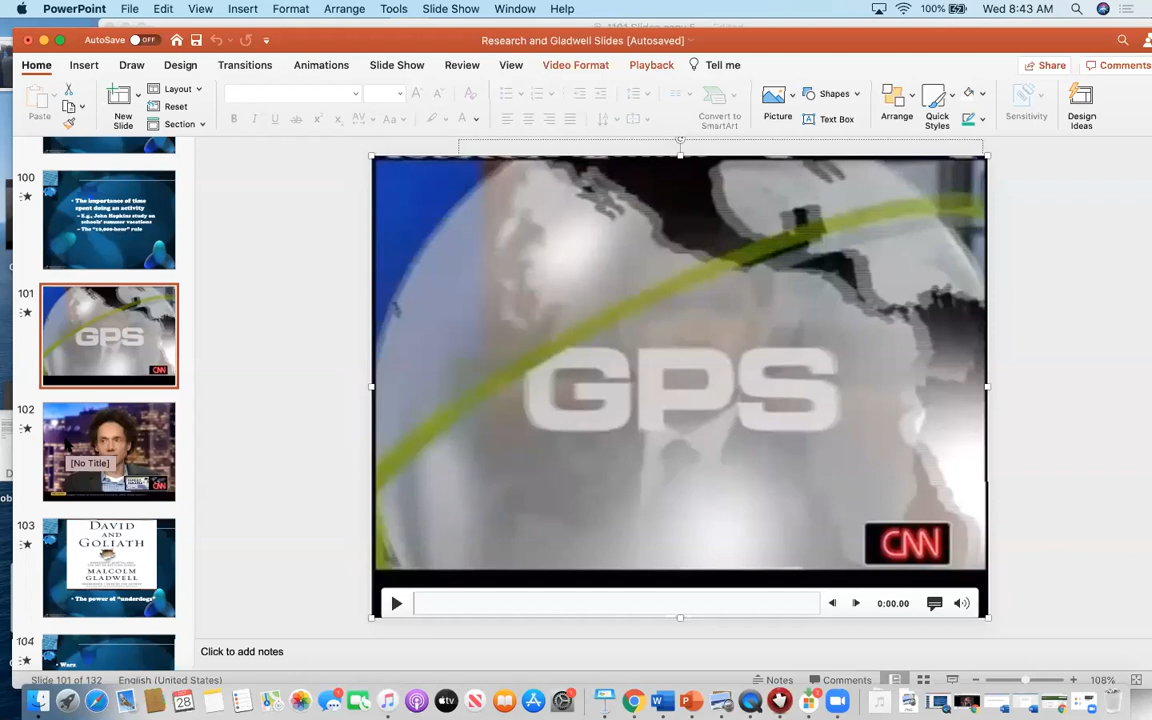 PowerPoint File Edit View Insert Format Arrange Tools Slide Show Window Help 100% Wed 8:43 AM
AutoSave OFF Research and Gladwell Slides [Autosaved]
Home Insert Draw Design Transitions Animations Slide Show Review View Video Format Playback Tell me Share Comments
Paste New Slide Layout Reset Section Convert to SmartArt Picture Shapes Text Box Arrange Quick Styles Sensitivity Design Ideas
100
• The importance of time
spent doing an activity
– E.g., John Hopkins study on
schools' summer vacations
– The "10,000-hour" rule
101
GPS
CNN
102
[No Title]
CNN
103
DAVID
AND
GOLIATH
MALCOLM
GLADWELL
• The power of "underdogs"
104
• Wars
GPS
CNN
0:00.00
Click to add notes
Slide 101 of 132 English (United States) Notes Comments 108%